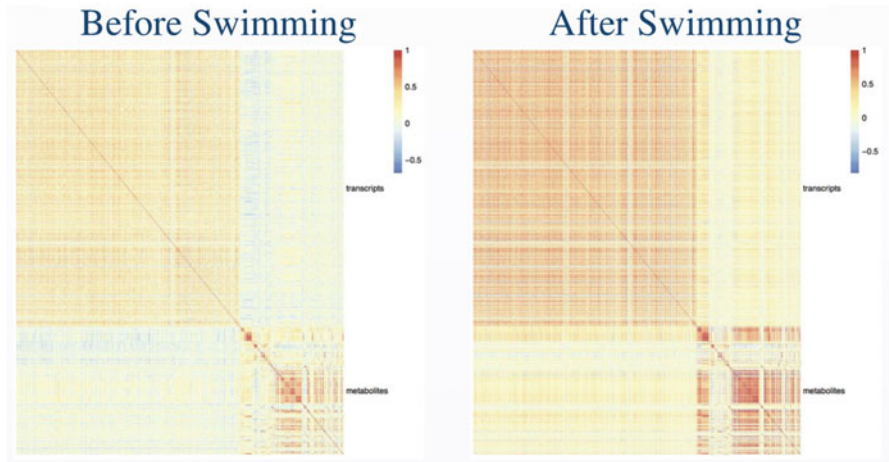 Before Swimming
1
0.5
0
−0.5
transcripts
metabolites
After Swimming
1
0.5
0
−0.5
transcripts
metabolites